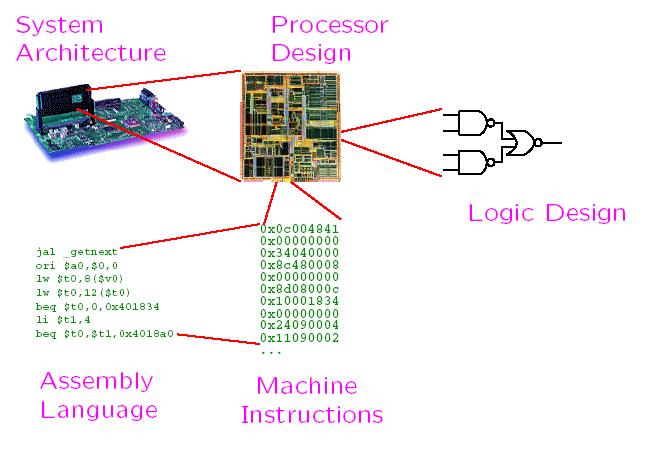 System
Architecture
Processor
Design
Logic Design
jal _getnext
ori $a0,$0,0
lw $t0,8($v0)
lw $t0,12($t0)
beq $t0,0,0x401834
li $t1,4
beq $t0,$t1,0x4018a0
0x0c004841
0x00000000
0x34040000
0x8c480008
0x00000000
0x8d08000c
0x10001834
0x00000000
0x24090004
0x11090002
...
Assembly
Language
Machine
Instructions